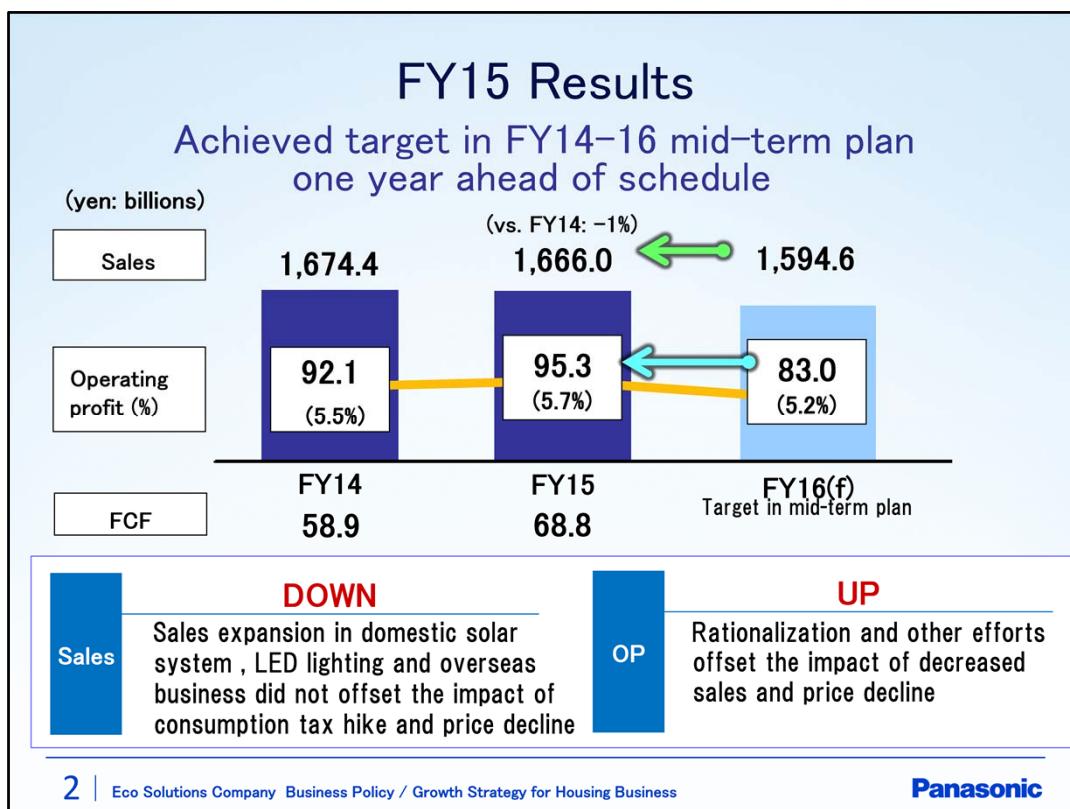 FY15 Results
Achieved target in FY14-16 mid-term plan
one year ahead of schedule
(yen: billions)
(vs. FY14: -1%)
Sales
1,674.4
1,666.0
1,594.6
Operating
profit (%)
92.1
(5.5%)
95.3
(5.7%)
83.0
(5.2%)
FY14
FY15
FY16(f)
Target in mid-term plan
FCF
58.9
68.8
Sales
DOWN
Sales expansion in domestic solar
system , LED lighting and overseas
business did not offset the impact of
consumption tax hike and price decline
OP
UP
Rationalization and other efforts
offset the impact of decreased
sales and price decline
2 | Eco Solutions Company Business Policy / Growth Strategy for Housing Business
Panasonic